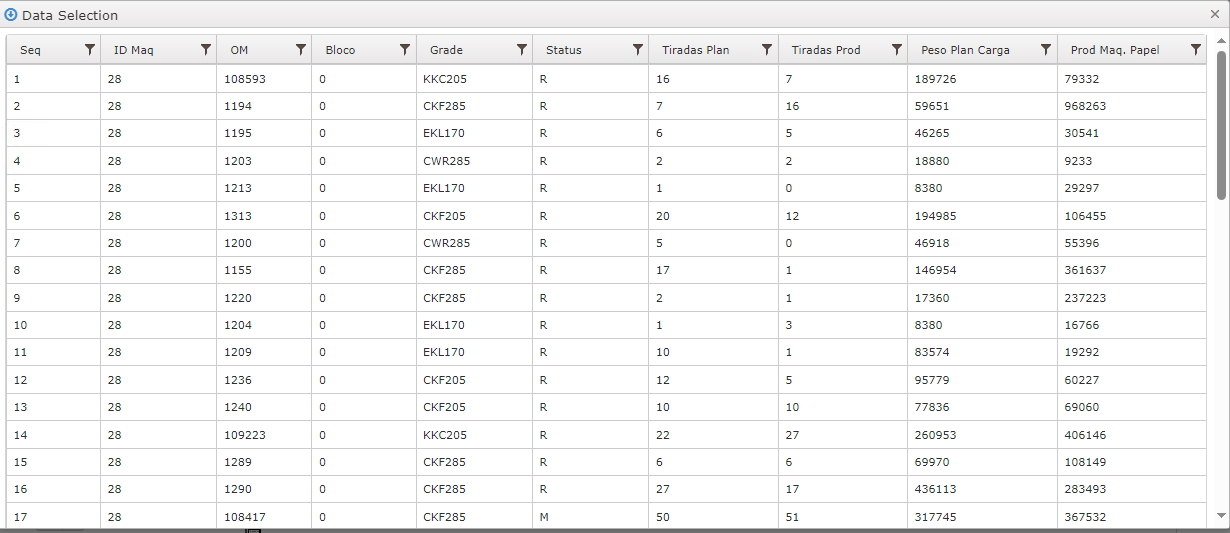 Data Selection
Seq ID Maq OM Bloco Grade Status Tiradas Plan Tiradas Prod Peso Plan Carga Prod Maq. Papel
1 28 108593 0 KKC205 R 16 7 189726 79332
2 28 1194 0 CKF285 R 7 16 59651 968263
3 28 1195 0 EKL170 R 6 5 46265 30541
4 28 1203 0 CWR285 R 2 2 18880 9233
5 28 1213 0 EKL170 R 1 0 8380 29297
6 28 1313 0 CKF205 R 20 12 194985 106455
7 28 1200 0 CWR285 R 5 0 46918 55396
8 28 1155 0 CKF285 R 17 1 146954 361637
9 28 1220 0 CKF285 R 2 1 17360 237223
10 28 1204 0 EKL170 R 1 3 8380 16766
11 28 1209 0 EKL170 R 10 1 83574 19292
12 28 1236 0 CKF205 R 12 5 95779 60227
13 28 1240 0 CKF205 R 10 10 77836 69060
14 28 109223 0 KKC205 R 22 27 260953 406146
15 28 1289 0 CKF285 R 6 6 69970 108149
16 28 1290 0 CKF285 R 27 17 436113 283493
17 28 108417 0 CKF285 M 50 51 317745 367532